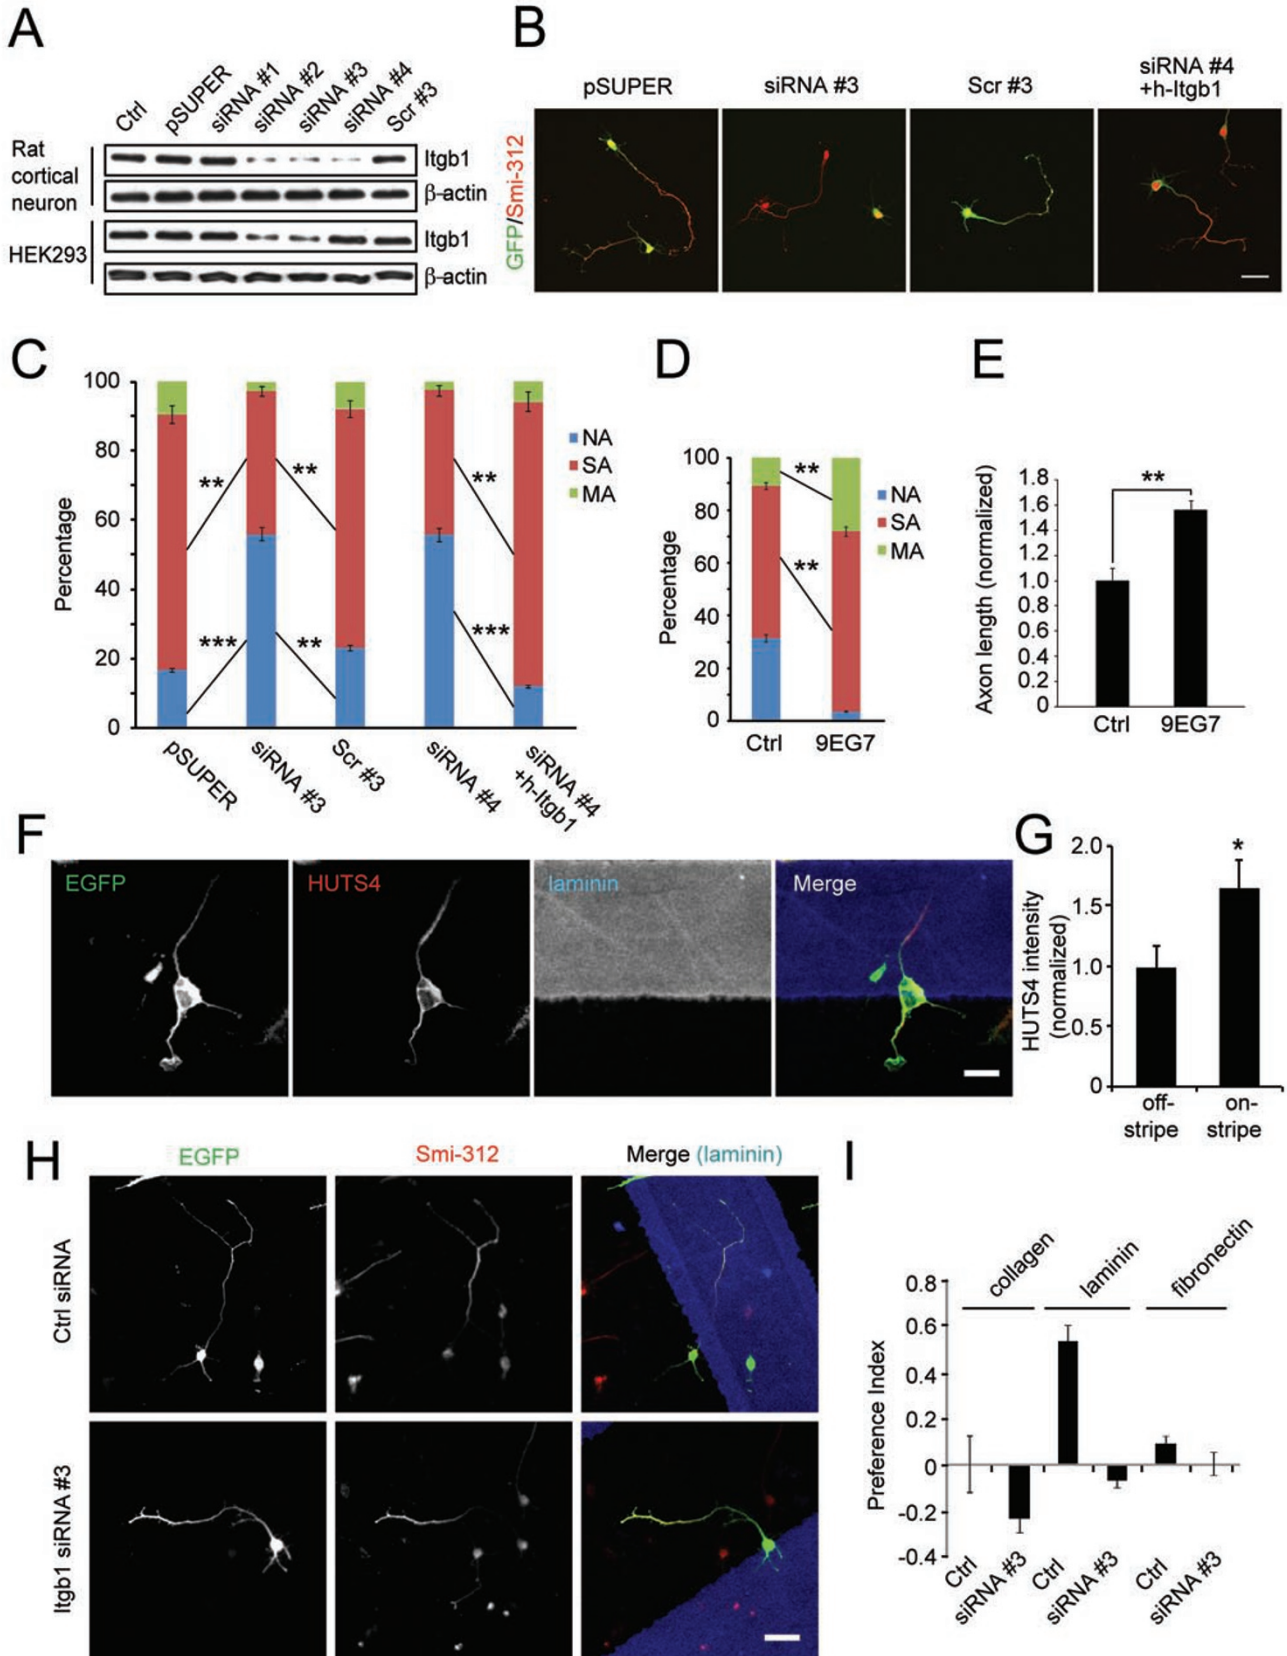 A
Ctrl
pSUPER
siRNA #1
siRNA #2
siRNA #3
siRNA #4
Scr #3
Rat
cortical
neuron
HEK293
Itgb1
β-actin
Itgb1
β-actin
B
pSUPER
siRNA #3
Scr #3
siRNA #4
+h-Itgb1
GFP/Smi-312
C
Percentage
100
80
60
40
20
0
**
**
**
***
**
***
NA
SA
MA
pSUPER
siRNA #3
Scr #3
siRNA #4
siRNA #4
+h-Itgb1
D
Percentage
100
80
60
40
20
0
**
**
NA
SA
MA
Ctrl
9EG7
E
Axon length (normalized)
1.8
1.6
1.4
1.2
1.0
0.8
0.6
0.4
0.2
0
**
Ctrl
9EG7
F
EGFP
HUTS4
laminin
Merge
G
HUTS4 intensity
(normalized)
2.0
1.5
1.0
0.5
0
*
off-
stripe
on-
stripe
H
EGFP
Smi-312
Merge (laminin)
Ctrl siRNA
Itgb1 siRNA #3
I
collagen
laminin
fibronectin
Preference Index
0.8
0.6
0.4
0.2
0
-0.2
-0.4
Ctrl
siRNA #3
Ctrl
siRNA #3
Ctrl
siRNA #3